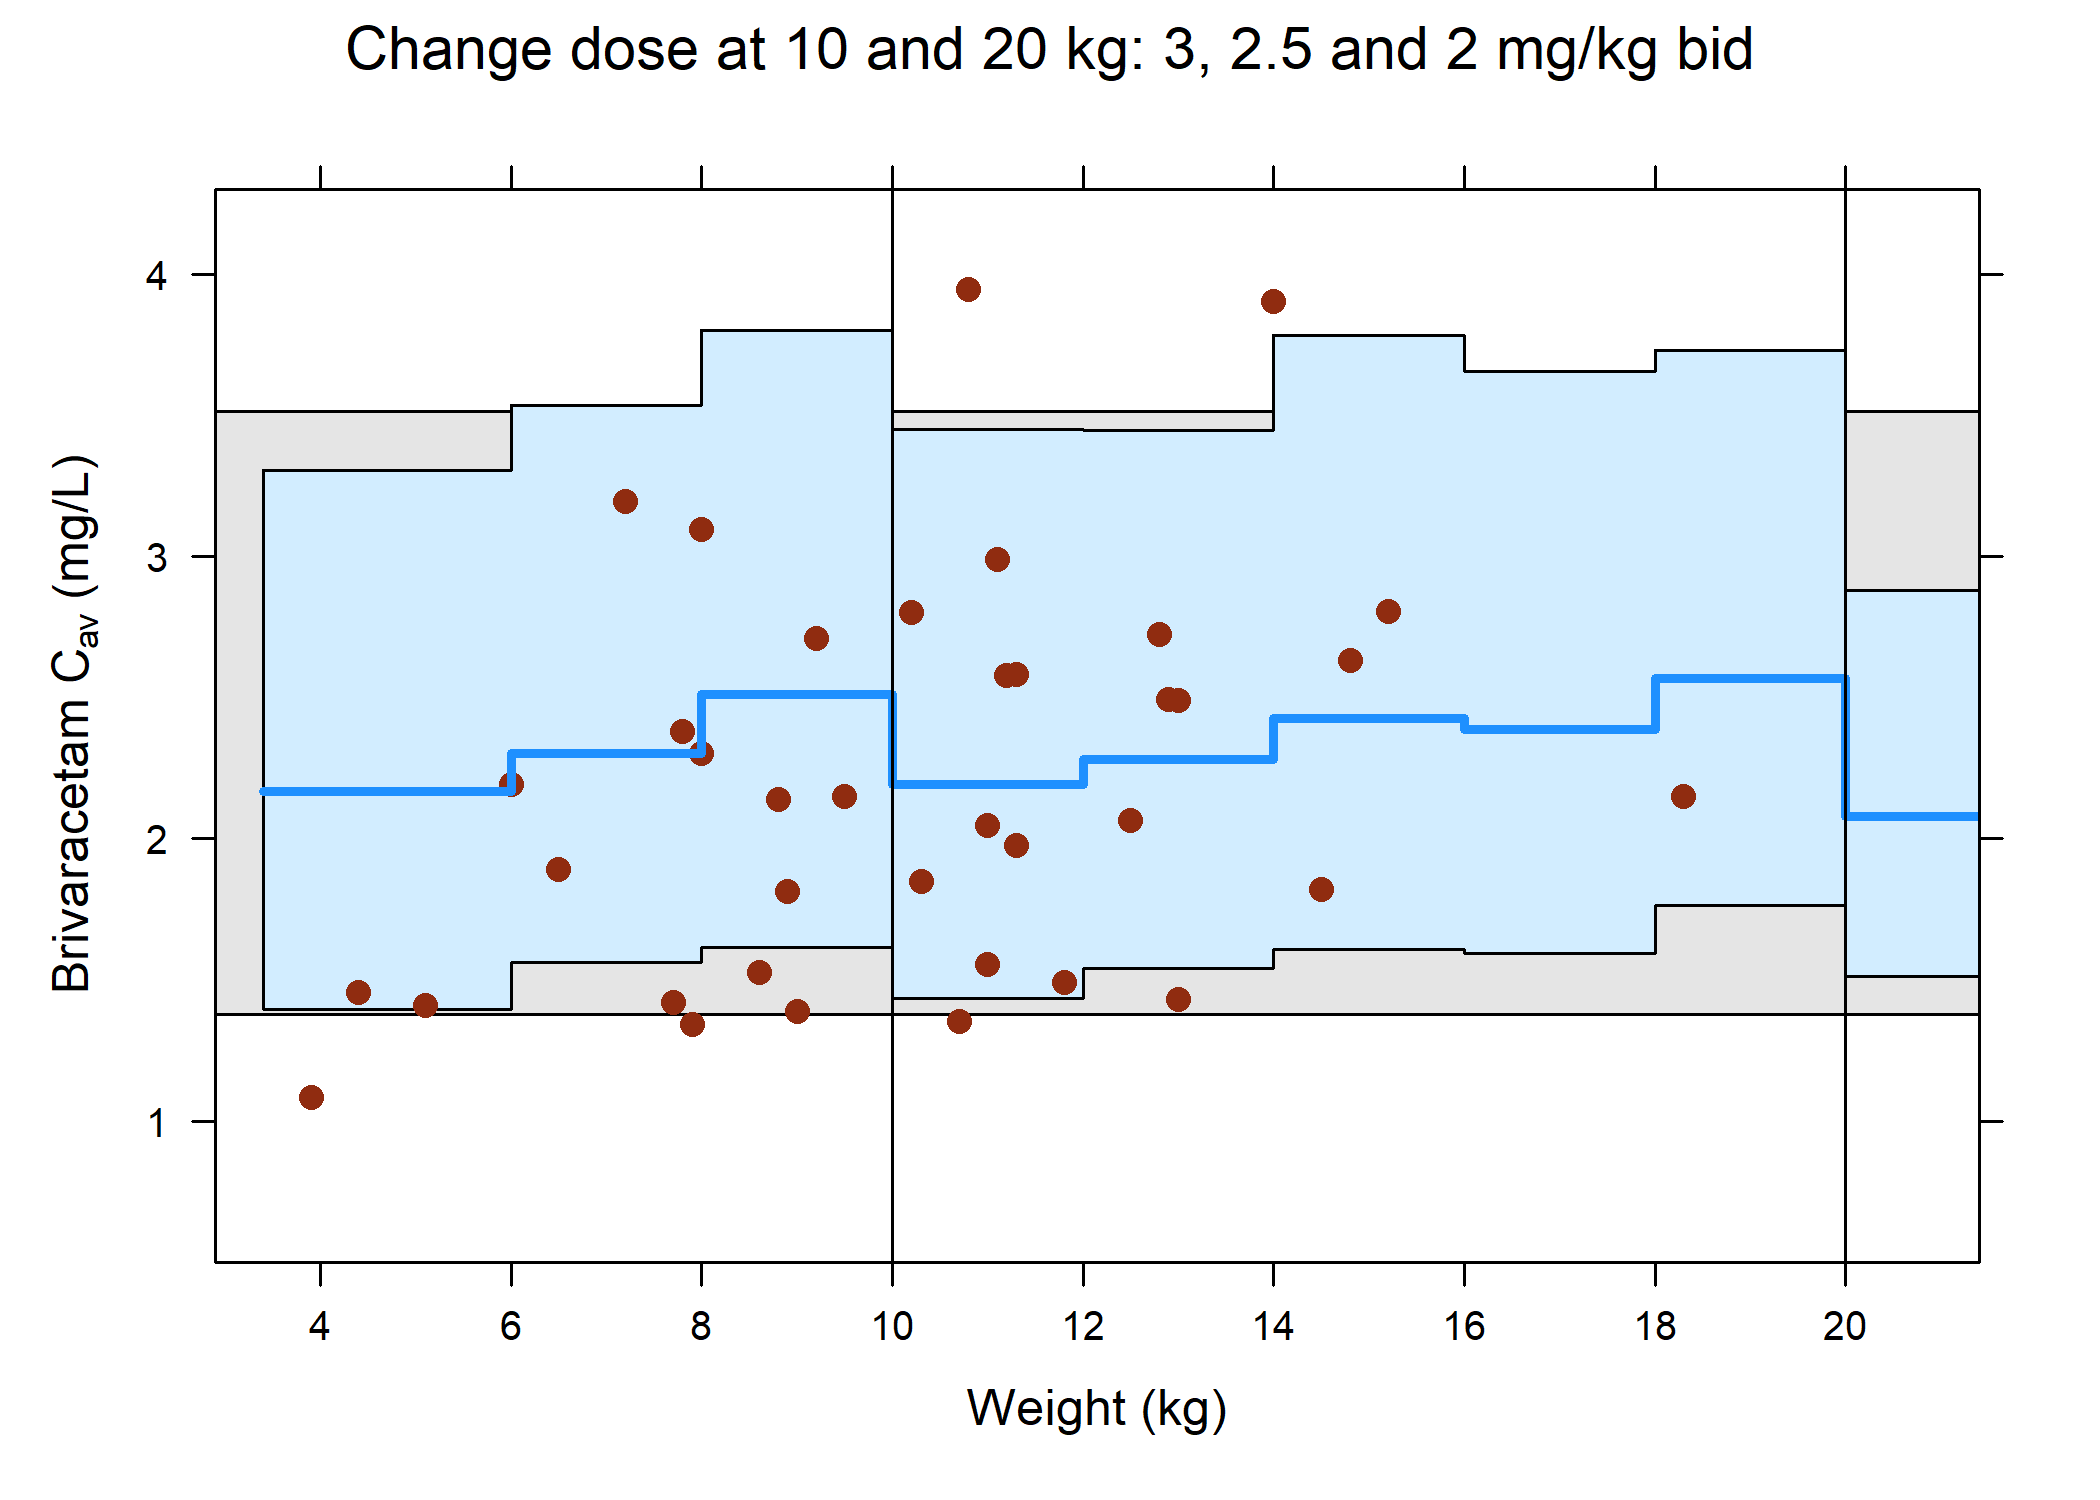 Change dose at 10 and 20 kg: 3, 2.5 and 2 mg/kg bid
Brivaracetam Cav (mg/L)
4
3
2
1
4 6 8 10 12 14 16 18 20
Weight (kg)